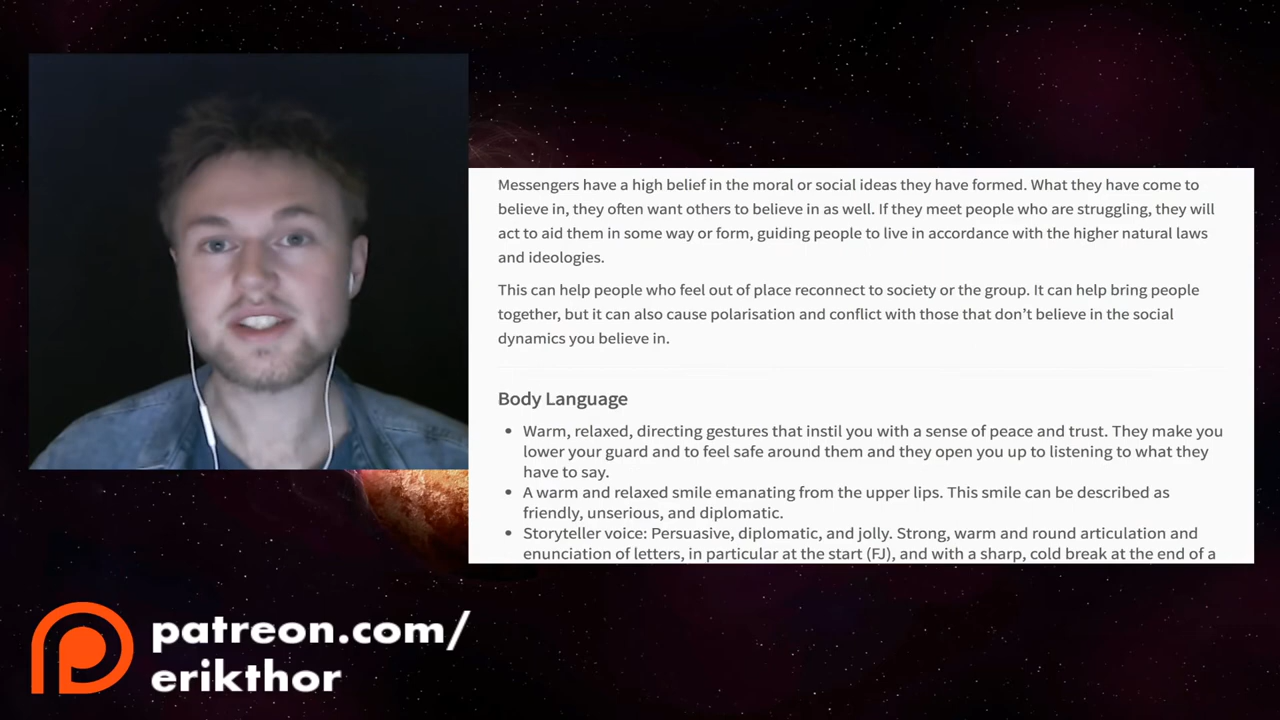 Messengers have a high belief in the moral or social ideas they have formed. What they have come to
believe in, they often want others to believe in as well. If they meet people who are struggling, they will
act to aid them in some way or form, guiding people to live in accordance with the higher natural laws
and ideologies.
This can help people who feel out of place reconnect to society or the group. It can help bring people
together, but it can also cause polarisation and conflict with those that don’t believe in the social
dynamics you believe in.
Body Language
• Warm, relaxed, directing gestures that instil you with a sense of peace and trust. They make you
lower your guard and to feel safe around them and they open you up to listening to what they
have to say.
• A warm and relaxed smile emanating from the upper lips. This smile can be described as
friendly, unserious, and diplomatic.
• Storyteller voice: Persuasive, diplomatic, and jolly. Strong, warm and round articulation and
enunciation of letters, in particular at the start (FJ), and with a sharp, cold break at the end of a
patreon.com/
erikthor